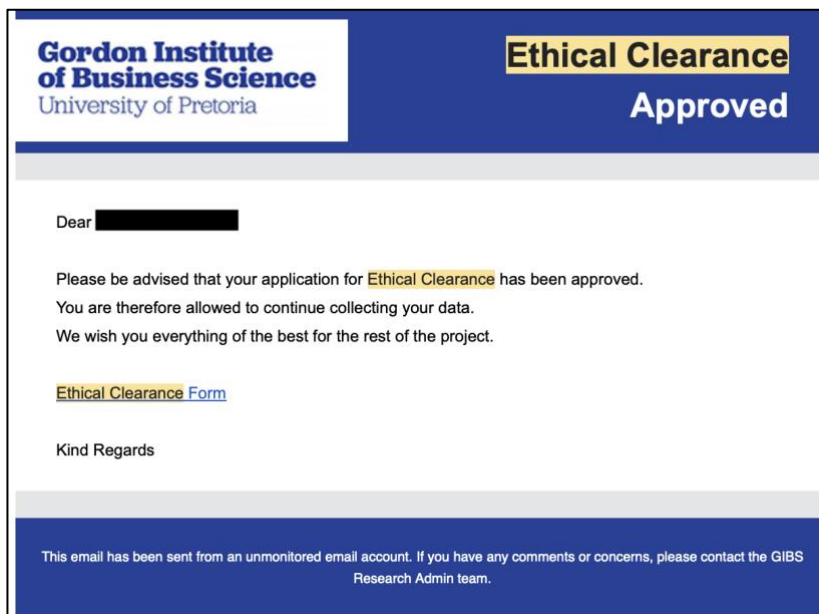 Gordon Institute
of Business Science
University of Pretoria
Ethical Clearance
Approved
Dear
Please be advised that your application for Ethical Clearance has been approved.
You are therefore allowed to continue collecting your data.
We wish you everything of the best for the rest of the project.
Ethical Clearance Form
Kind Regards
This email has been sent from an unmonitored email account. If you have any comments or concerns, please contact the GIBS
Research Admin team.